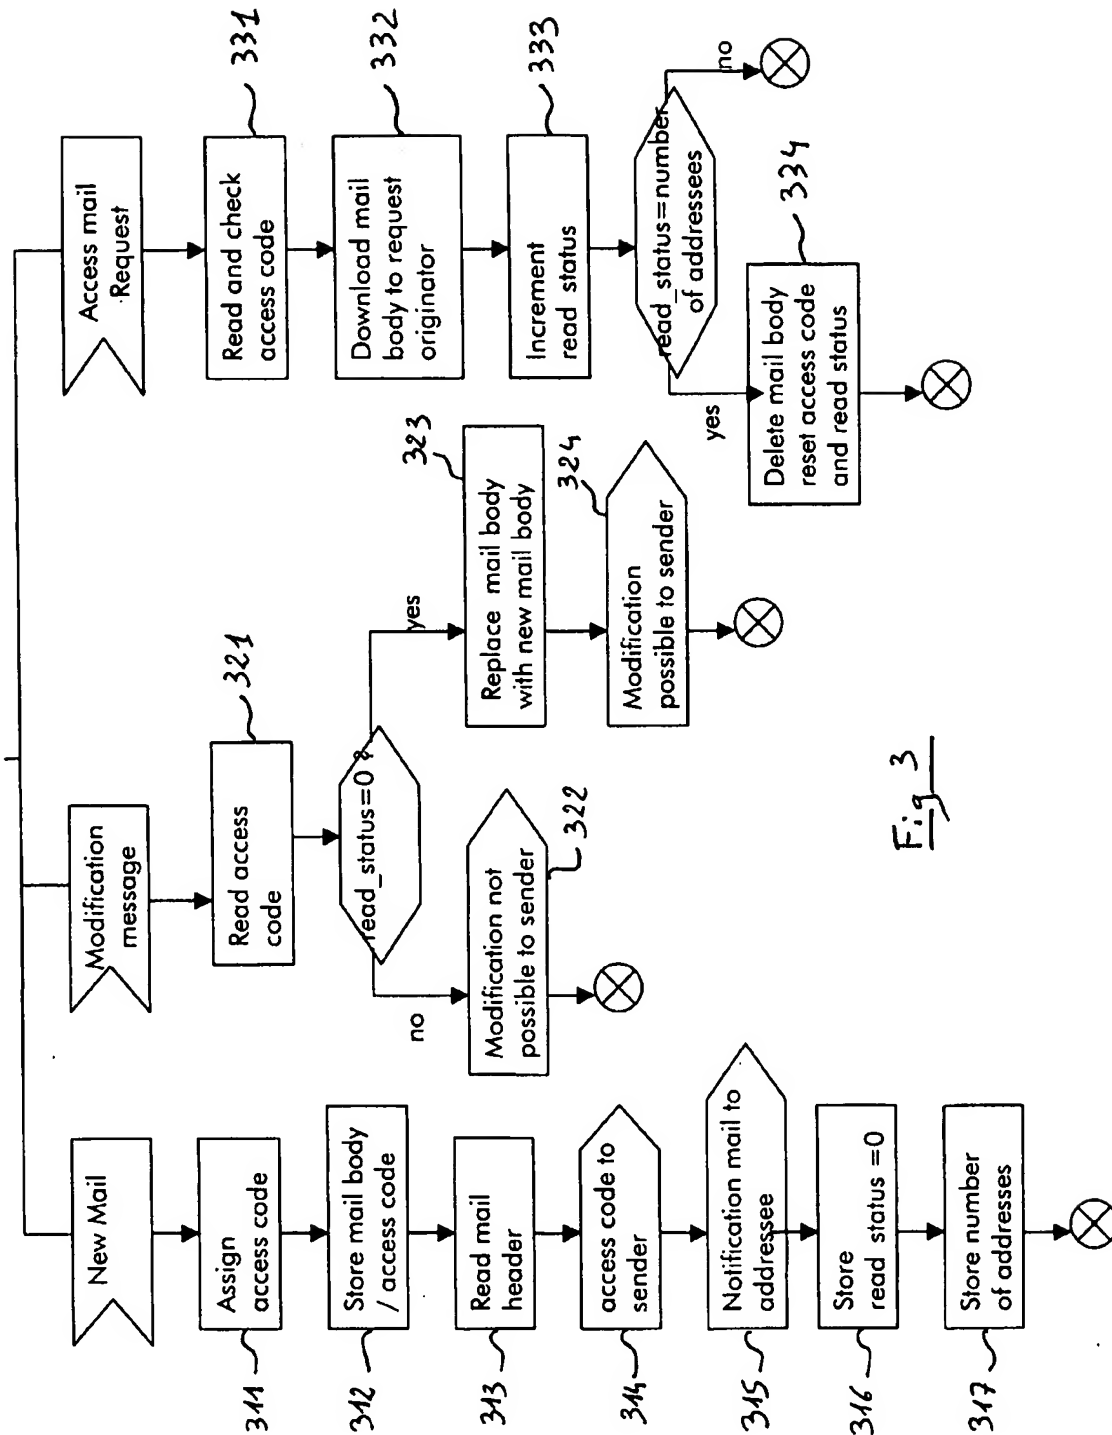 New Mail
311
Assign
access code
312
Store mail body
/ access code
313
Read mail
header
314
access code to
sender
315
Notification mail to
addressee
316
Store
read status =0
317
Store number
of addresses
Modification
message
321
Read access
code
read_status=0 ?
no
yes
Modification not
possible to sender
322
323
Replace mail body
with new mail body
324
Modification
possible to sender
Access mail
Request
331
Read and check
access code
332
Download mail
body to request
originator
333
Increment
read status
read_status=number
of addressees
no
yes
334
Delete mail body
reset access code
and read status
Fig 3